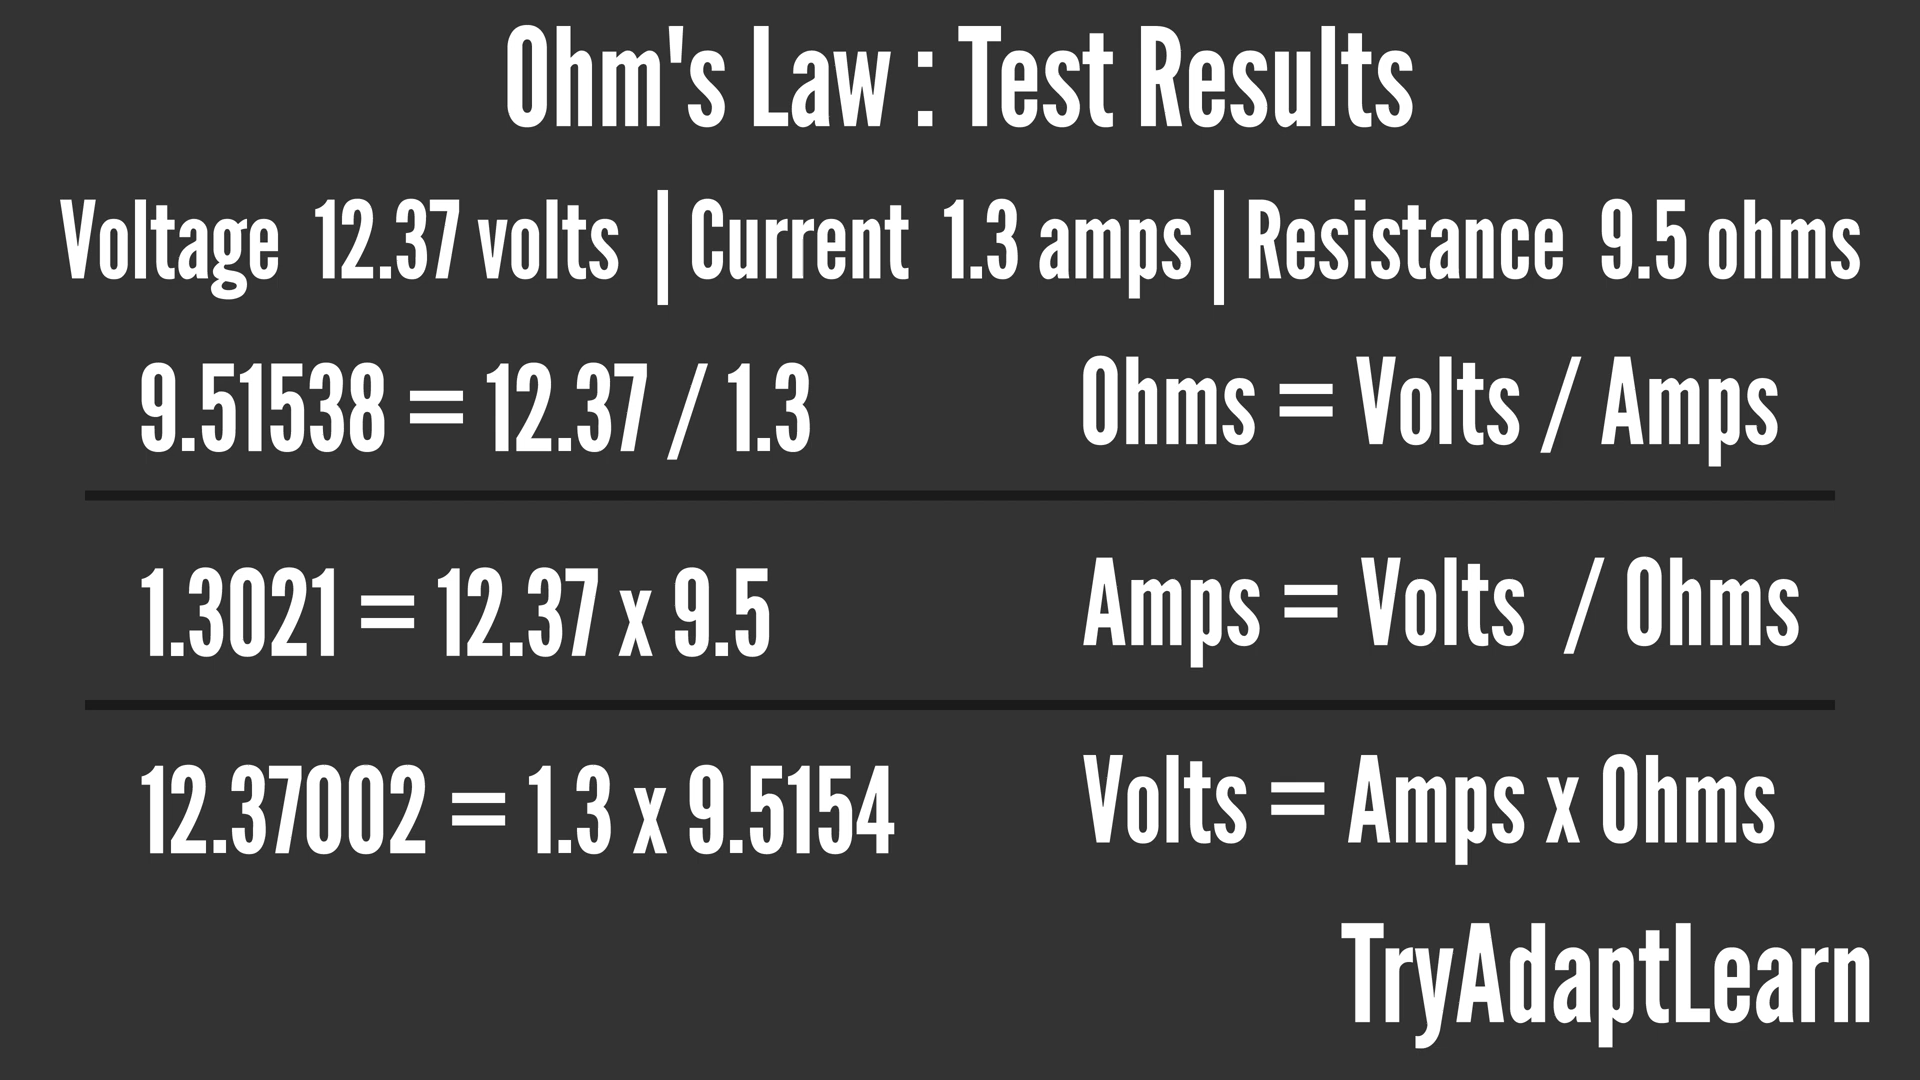 Ohm's Law : Test Results
Voltage 12.37 volts | Current 1.3 amps | Resistance 9.5 ohms
9.51538 = 12.37 / 1.3 Ohms = Volts / Amps
1.3021 = 12.37 x 9.5 Amps = Volts / Ohms
12.37002 = 1.3 x 9.5154 Volts = Amps x Ohms
TryAdaptLearn